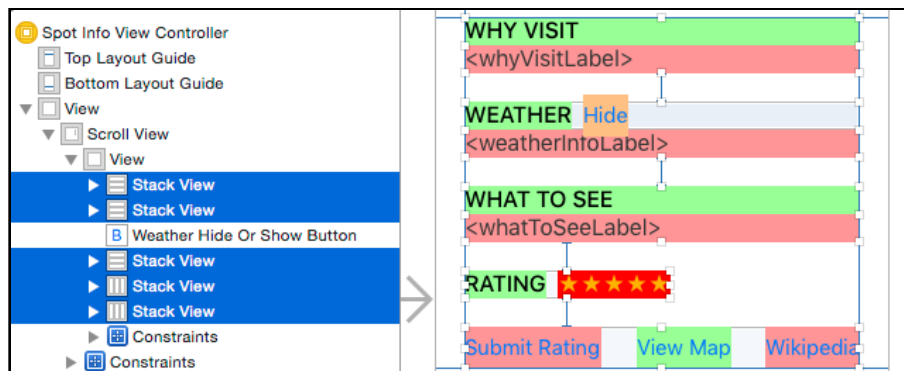 Spot Info View Controller
Top Layout Guide
Bottom Layout Guide
View
Scroll View
View
Stack View
Stack View
B Weather Hide Or Show Button
Stack View
Stack View
Stack View
Constraints
Constraints
WHY VISIT
<whyVisitLabel>
WEATHER Hide
<weatherInfoLabel>
WHAT TO SEE
<whatToSeeLabel>
RATING ★★★★★
Submit Rating View Map Wikipedia